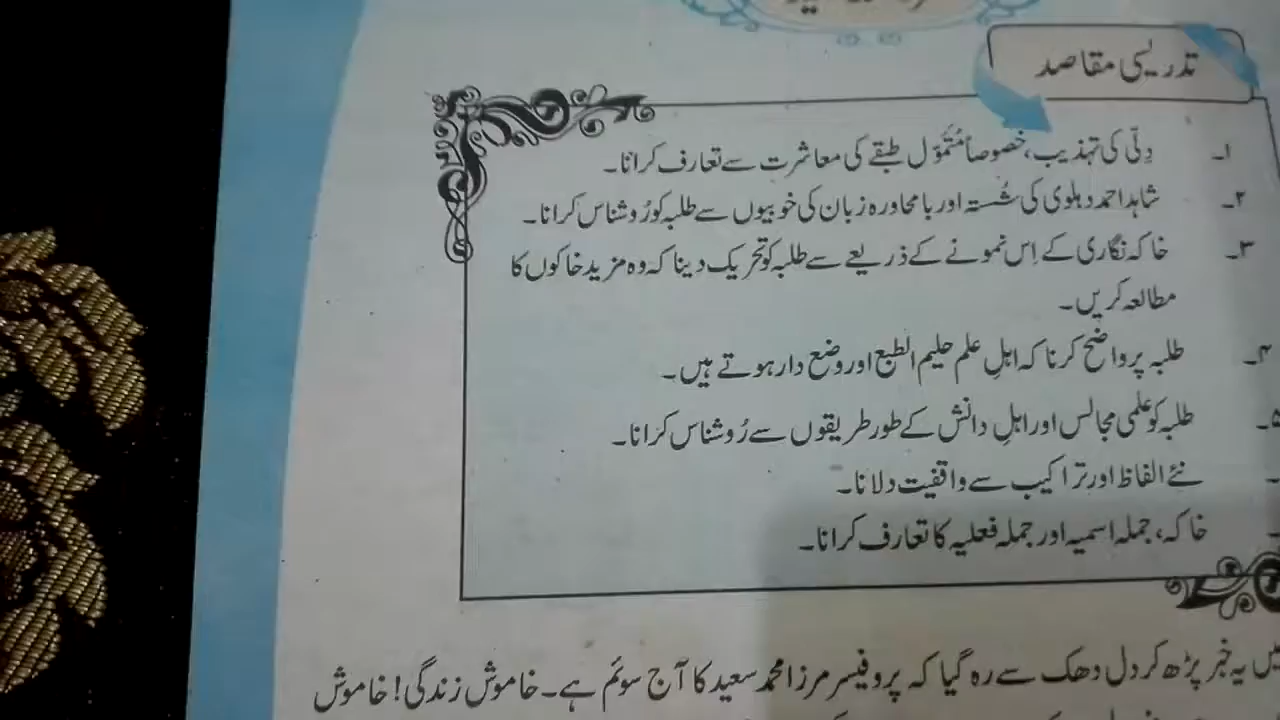 تدریسی مقاصد
۱۔ دِلّی کی تہذیب، خصوصاً مُتَمَوّل طبقے کی معاشرت سے تعارف کرانا۔
۲۔ شاہد احمد دہلوی کی شُستہ اور بامحاورہ زبان کی خوبیوں سے طلبہ کو رُوشناس کرانا۔
۳۔ خاکہ نگاری کے اِس نمونے کے ذریعے سے طلبہ کو تحریک دینا کہ وہ مزید خاکوں کا
مطالعہ کریں۔
۴۔ طلبہ پر واضح کرنا کہ اہلِ علم حلیم الطبع اور وضع دار ہوتے ہیں۔
۵۔ طلبہ کو علمی مجالس اور اہلِ دانش کے طور طریقوں سے رُوشناس کرانا۔
نئے الفاظ اور تراکیب سے واقفیت دلانا۔
خاکہ، جملہ اسمیہ اور جملہ فعلیہ کا تعارف کرانا۔
یہ خبر پڑھ کر دل دھک سے رہ گیا کہ پروفیسر مرزا محمد سعید کا آج سوئم ہے۔ خاموش زندگی! خاموش